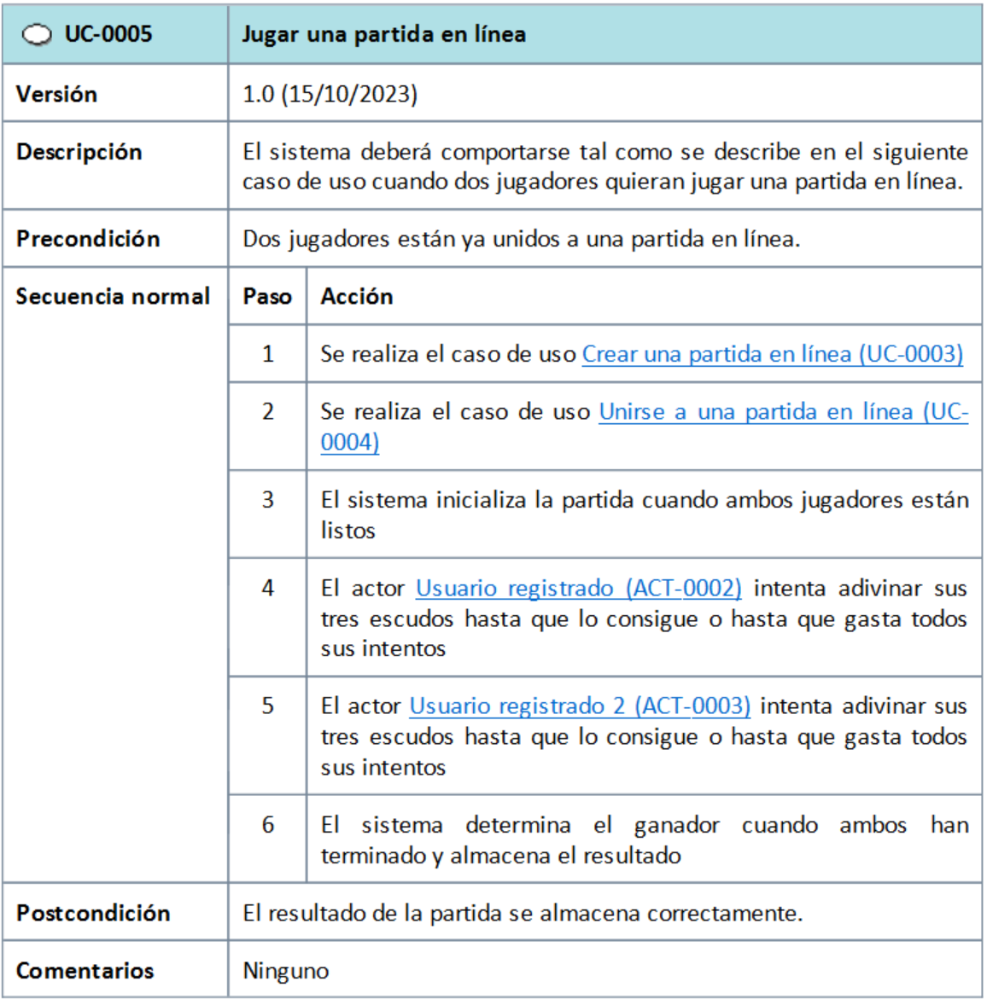 UC-0005 Jugar una partida en línea
Versión 1.0 (15/10/2023)
Descripción El sistema deberá comportarse tal como se describe en el siguiente
caso de uso cuando dos jugadores quieran jugar una partida en línea.
Precondición Dos jugadores están ya unidos a una partida en línea.
Secuencia normal Paso Acción
1 Se realiza el caso de uso Crear una partida en línea (UC-0003)
2 Se realiza el caso de uso Unirse a una partida en línea (UC-
0004)
3 El sistema inicializa la partida cuando ambos jugadores están
listos
4 El actor Usuario registrado (ACT-0002) intenta adivinar sus
tres escudos hasta que lo consigue o hasta que gasta todos
sus intentos
5 El actor Usuario registrado 2 (ACT-0003) intenta adivinar sus
tres escudos hasta que lo consigue o hasta que gasta todos
sus intentos
6 El sistema determina el ganador cuando ambos han
terminado y almacena el resultado
Postcondición El resultado de la partida se almacena correctamente.
Comentarios Ninguno